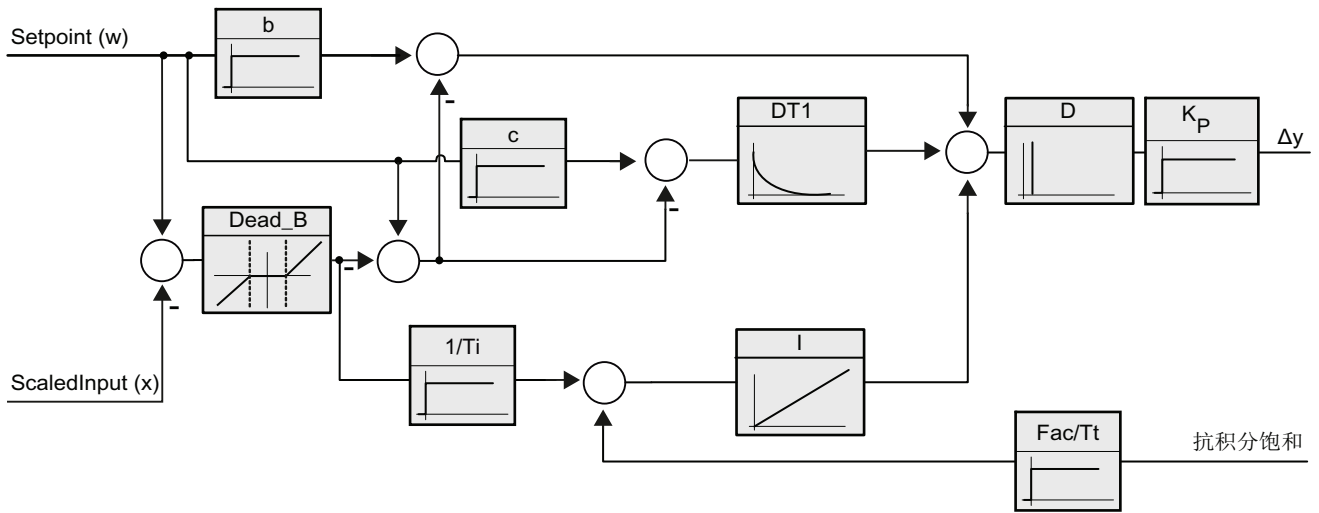 b
Setpoint (w)
-
DT1
D
K_P
Δy
c
-
Dead_B
-
-
1/Ti
I
ScaledInput (x)
Fac/Tt
抗积分饱和